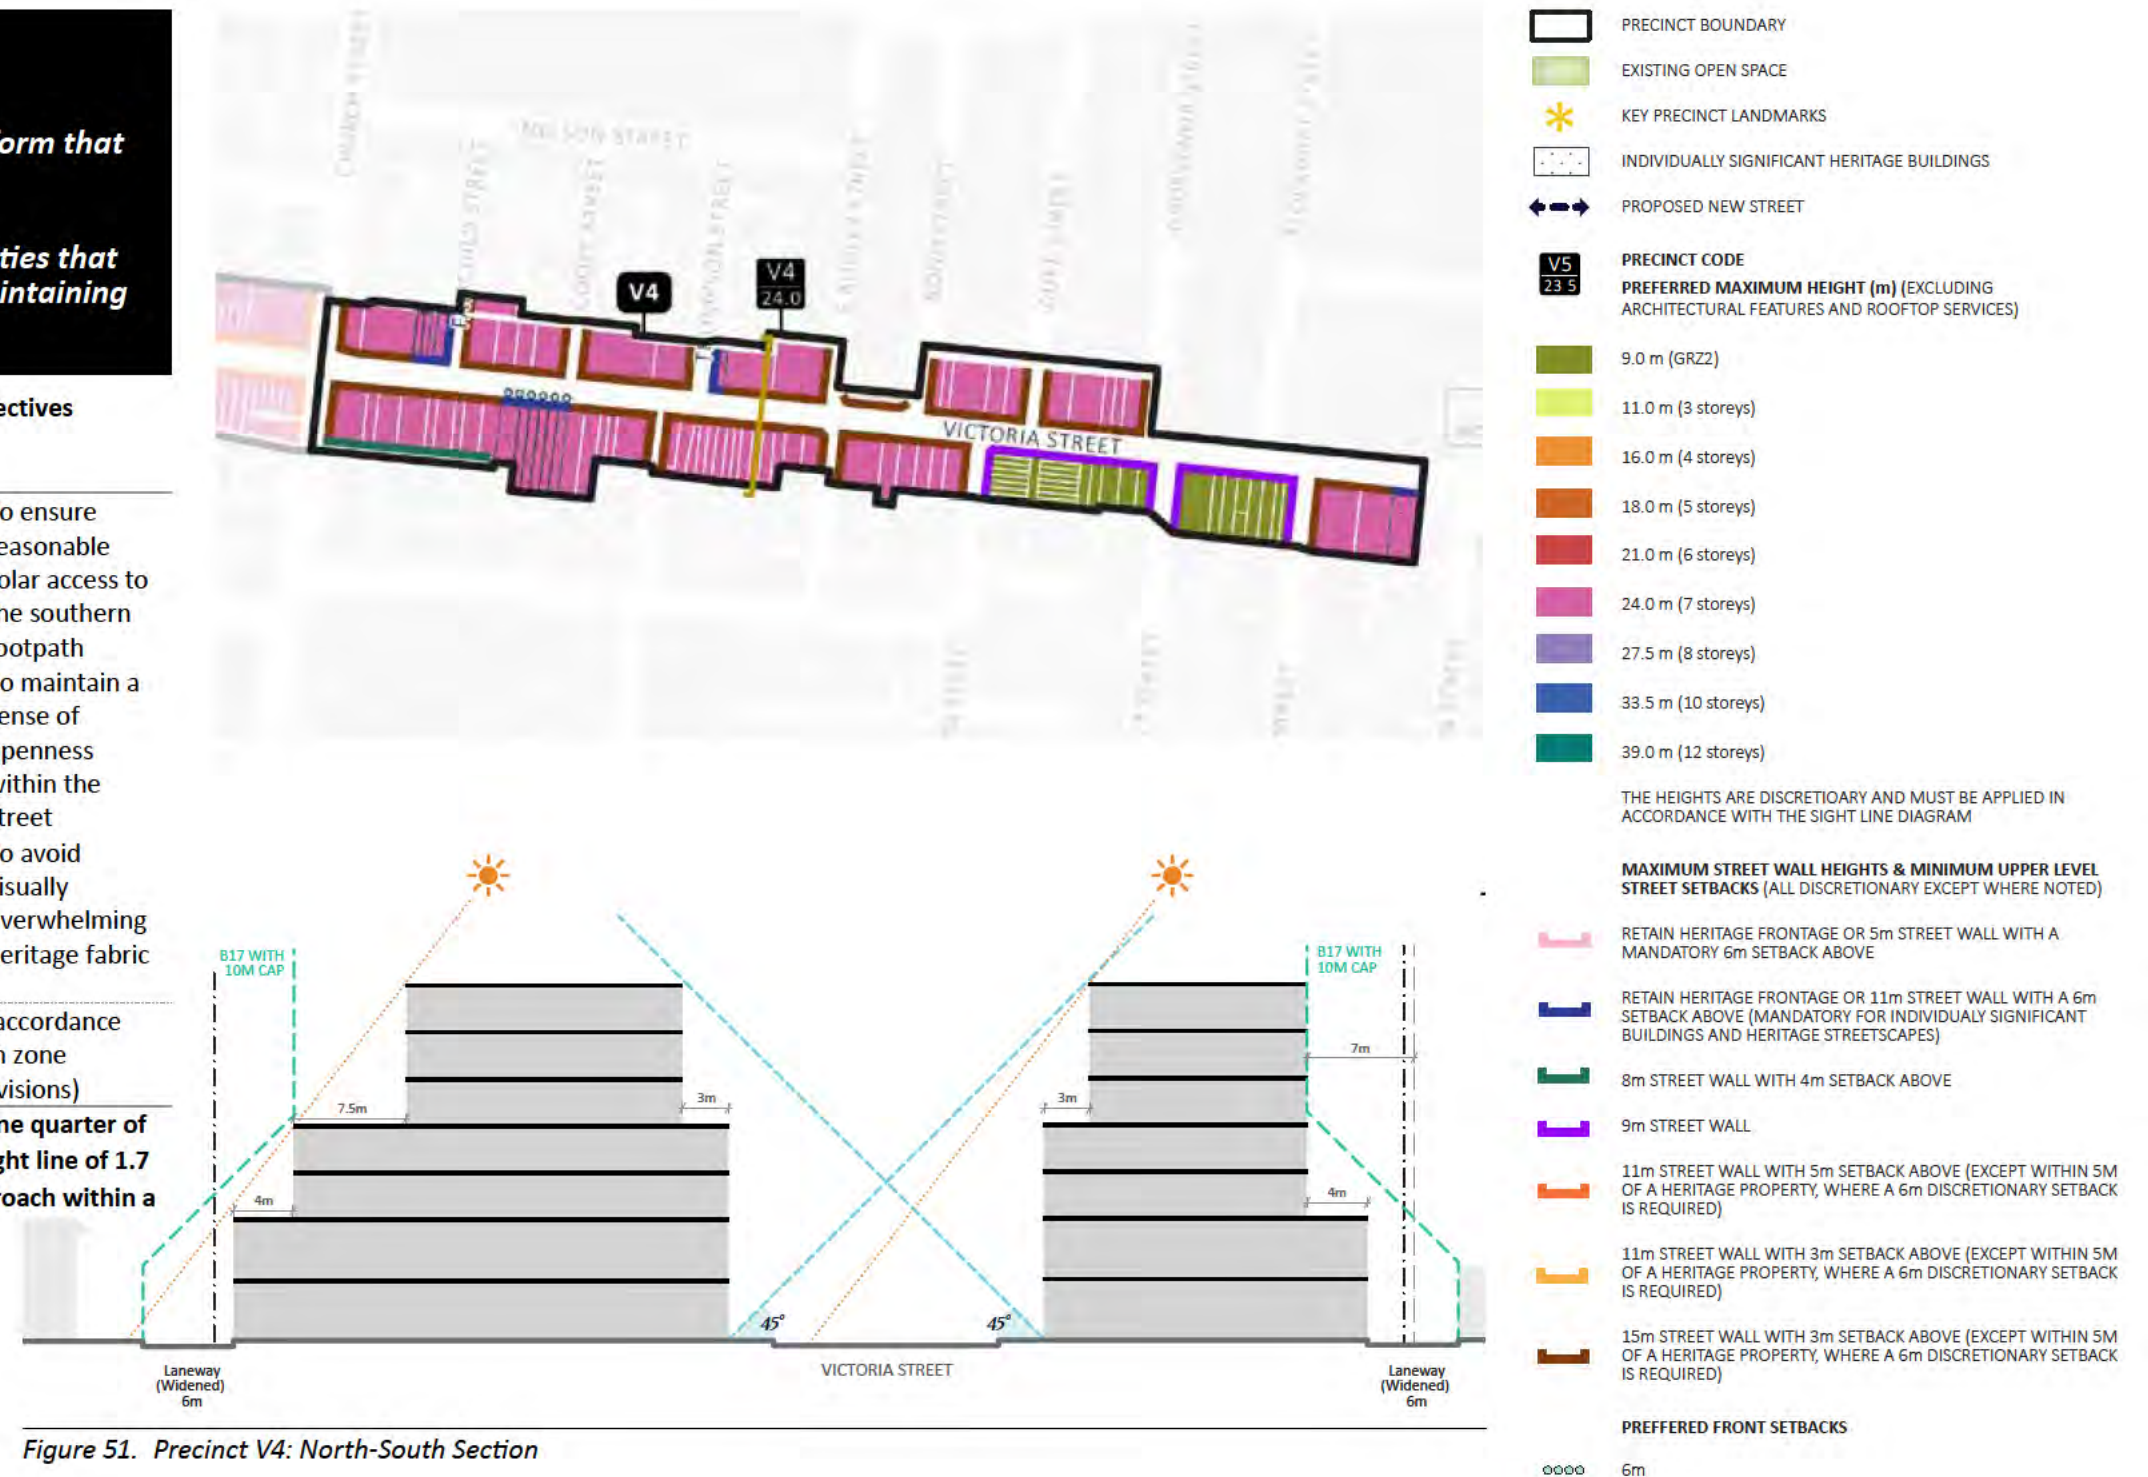 orm that
ties that
intaining
ectives
o ensure
easonable
olar access to
he southern
ootpath
o maintain a
ense of
penness
vithin the
treet
o avoid
isually
verwhelming
eritage fabric
accordance
n zone
visions)
ne quarter of
ght line of 1.7
roach within a
CHURCH STREET
NELSON STREET
V4
V4
24.0
VICTORIA STREET
B17 WITH
10M CAP
7.5m
4m
3m
45°
45°
VICTORIA STREET
3m
B17 WITH
10M CAP
7m
4m
Laneway
(Widened)
6m
Laneway
(Widened)
6m
Figure 51. Precinct V4: North-South Section
PRECINCT BOUNDARY
EXISTING OPEN SPACE
KEY PRECINCT LANDMARKS
INDIVIDUALLY SIGNIFICANT HERITAGE BUILDINGS
PROPOSED NEW STREET
V5
23 5
PRECINCT CODE
PREFERRED MAXIMUM HEIGHT (m) (EXCLUDING
ARCHITECTURAL FEATURES AND ROOFTOP SERVICES)
9.0 m (GRZ2)
11.0 m (3 storeys)
16.0 m (4 storeys)
18.0 m (5 storeys)
21.0 m (6 storeys)
24.0 m (7 storeys)
27.5 m (8 storeys)
33.5 m (10 storeys)
39.0 m (12 storeys)
THE HEIGHTS ARE DISCRETIOARY AND MUST BE APPLIED IN
ACCORDANCE WITH THE SIGHT LINE DIAGRAM
MAXIMUM STREET WALL HEIGHTS & MINIMUM UPPER LEVEL
STREET SETBACKS (ALL DISCRETIONARY EXCEPT WHERE NOTED)
RETAIN HERITAGE FRONTAGE OR 5m STREET WALL WITH A
MANDATORY 6m SETBACK ABOVE
RETAIN HERITAGE FRONTAGE OR 11m STREET WALL WITH A 6m
SETBACK ABOVE (MANDATORY FOR INDIVIDUALY SIGNIFICANT
BUILDINGS AND HERITAGE STREETSCAPES)
8m STREET WALL WITH 4m SETBACK ABOVE
9m STREET WALL
11m STREET WALL WITH 5m SETBACK ABOVE (EXCEPT WITHIN 5M
OF A HERITAGE PROPERTY, WHERE A 6m DISCRETIONARY SETBACK
IS REQUIRED)
11m STREET WALL WITH 3m SETBACK ABOVE (EXCEPT WITHIN 5M
OF A HERITAGE PROPERTY, WHERE A 6m DISCRETIONARY SETBACK
IS REQUIRED)
15m STREET WALL WITH 3m SETBACK ABOVE (EXCEPT WITHIN 5M
OF A HERITAGE PROPERTY, WHERE A 6m DISCRETIONARY SETBACK
IS REQUIRED)
PREFFERED FRONT SETBACKS
6m